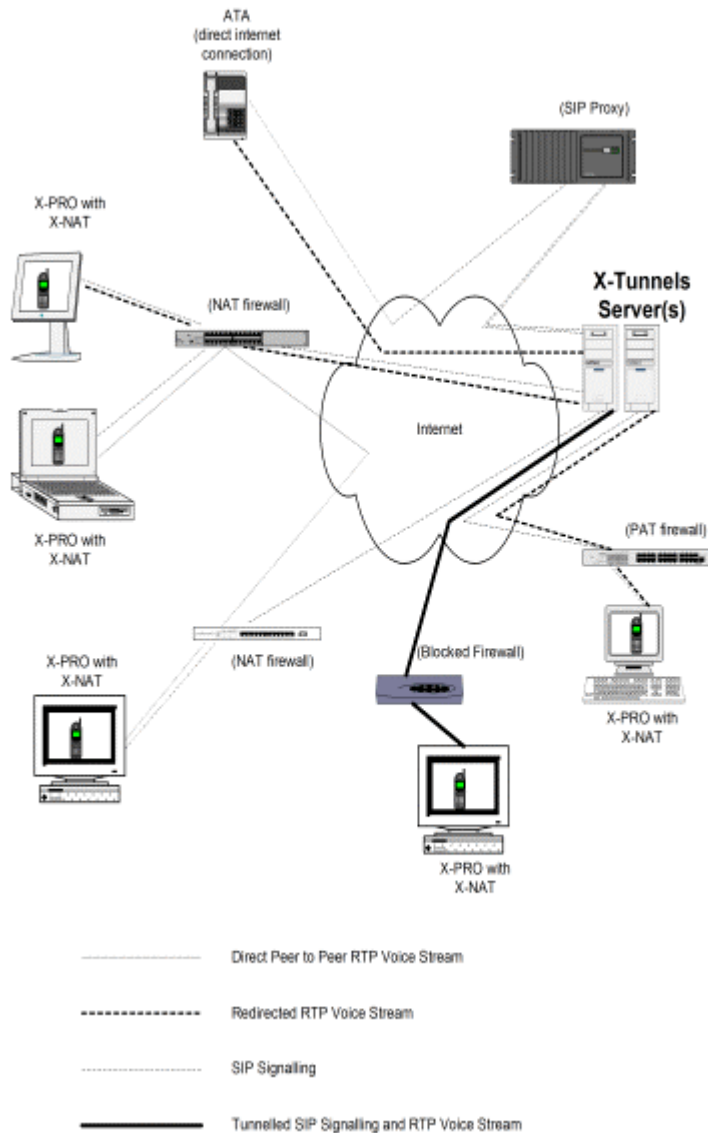 ATA
(direct internet
connection)
(SIP Proxy)
X-PRO with
X-NAT
(NAT firewall)
X-Tunnels
Server(s)
Internet
X-PRO with
X-NAT
(PAT firewall)
(NAT firewall)
(Blocked Firewall)
X-PRO with
X-NAT
X-PRO with
X-NAT
X-PRO with
X-NAT
Direct Peer to Peer RTP Voice Stream
Redirected RTP Voice Stream
SIP Signalling
Tunnelled SIP Signalling and RTP Voice Stream